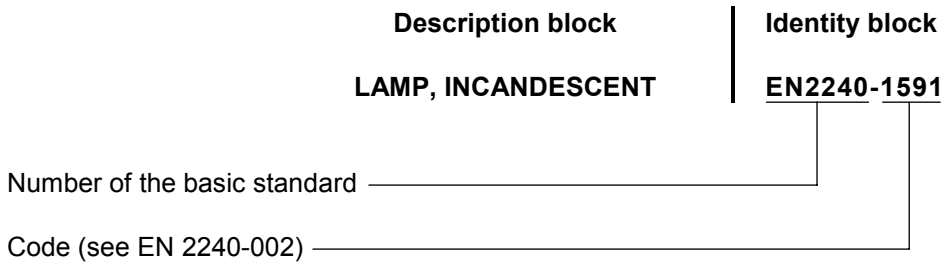 Description block Identity block
LAMP, INCANDESCENT EN2240-1591
Number of the basic standard
Code (see EN 2240-002)